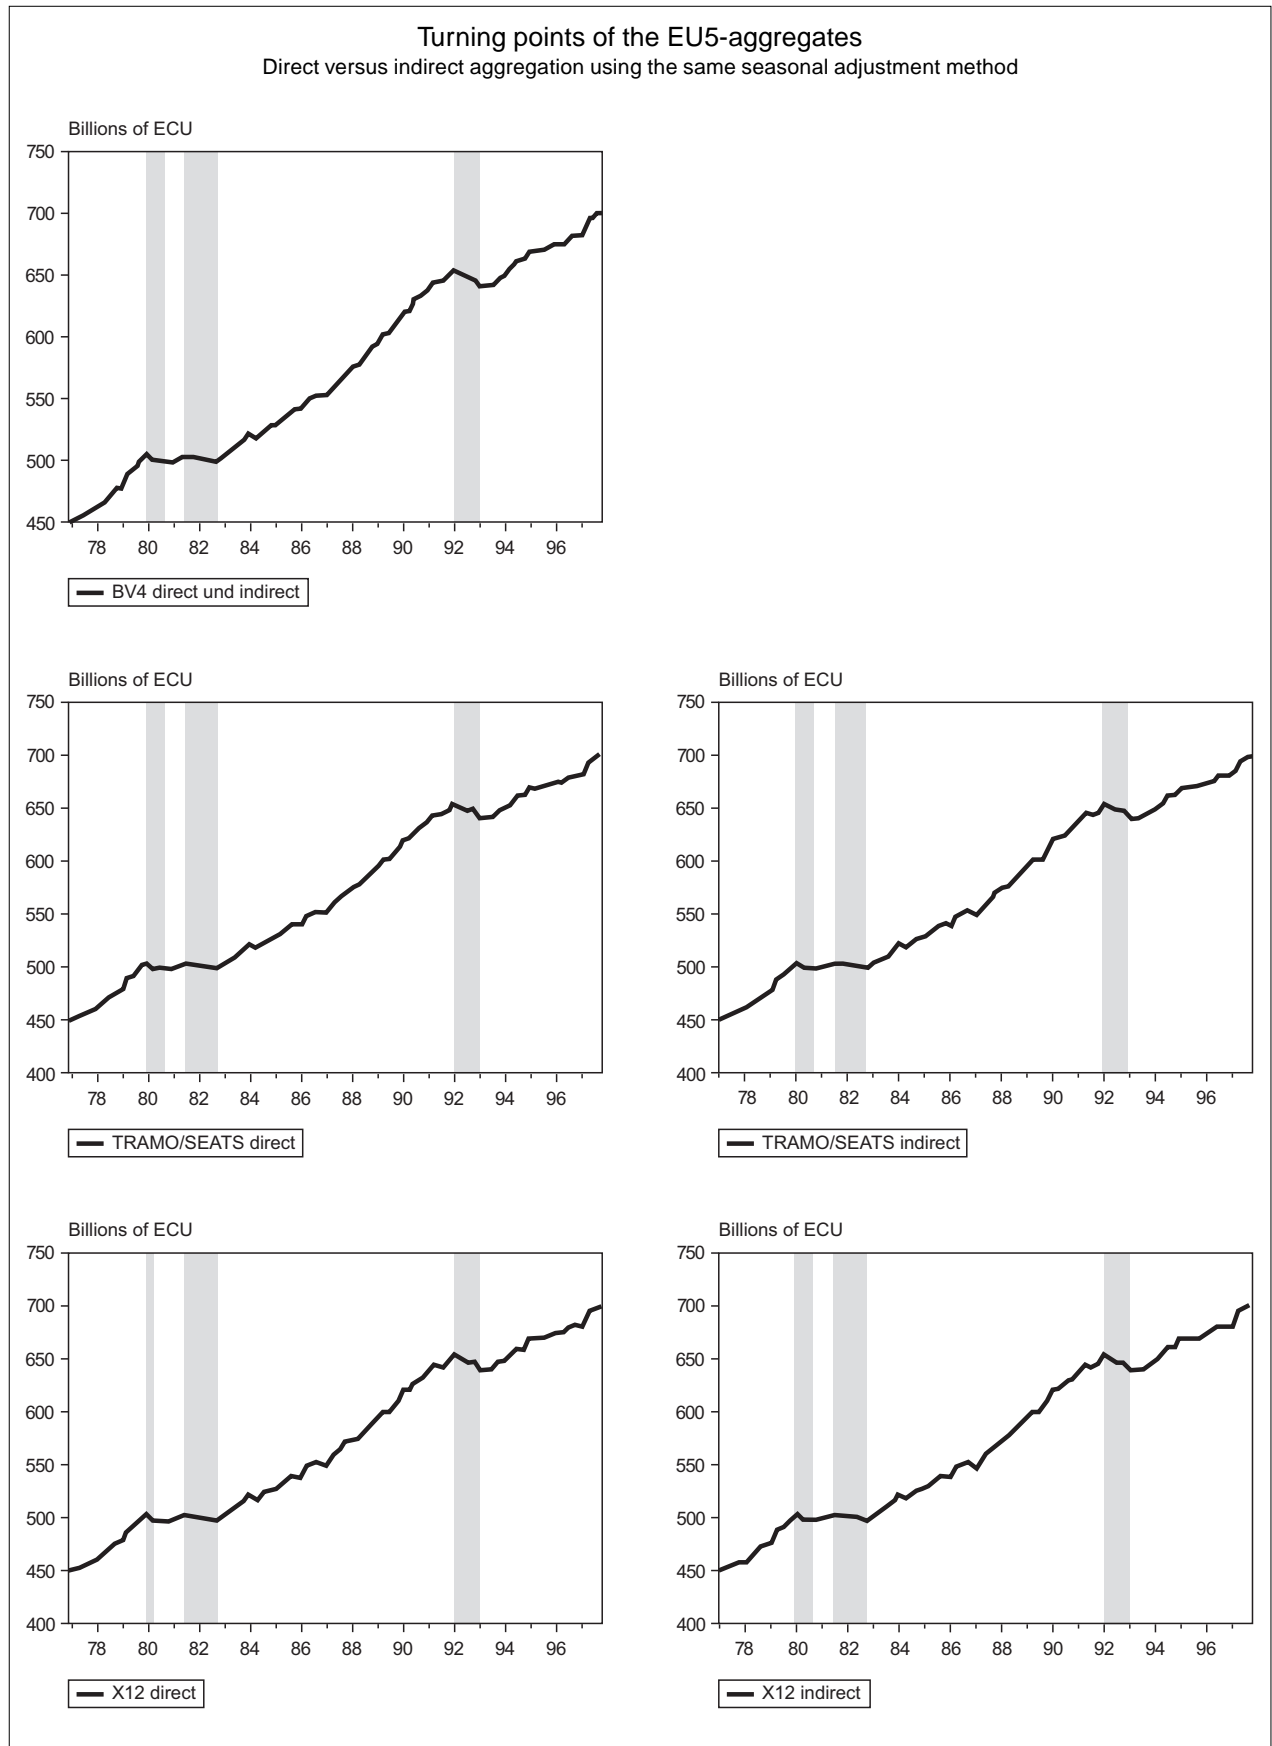 Turning points of the EU5-aggregates
Direct versus indirect aggregation using the same seasonal adjustment method
Billions of ECU
750
700
650
600
550
500
450
78 80 82 84 86 88 90 92 94 96
BV4 direct und indirect
Billions of ECU
750
700
650
600
550
500
450
400
78 80 82 84 86 88 90 92 94 96
TRAMO/SEATS direct
Billions of ECU
750
700
650
600
550
500
450
400
78 80 82 84 86 88 90 92 94 96
TRAMO/SEATS indirect
Billions of ECU
750
700
650
600
550
500
450
400
78 80 82 84 86 88 90 92 94 96
X12 direct
Billions of ECU
750
700
650
600
550
500
450
400
78 80 82 84 86 88 90 92 94 96
X12 indirect